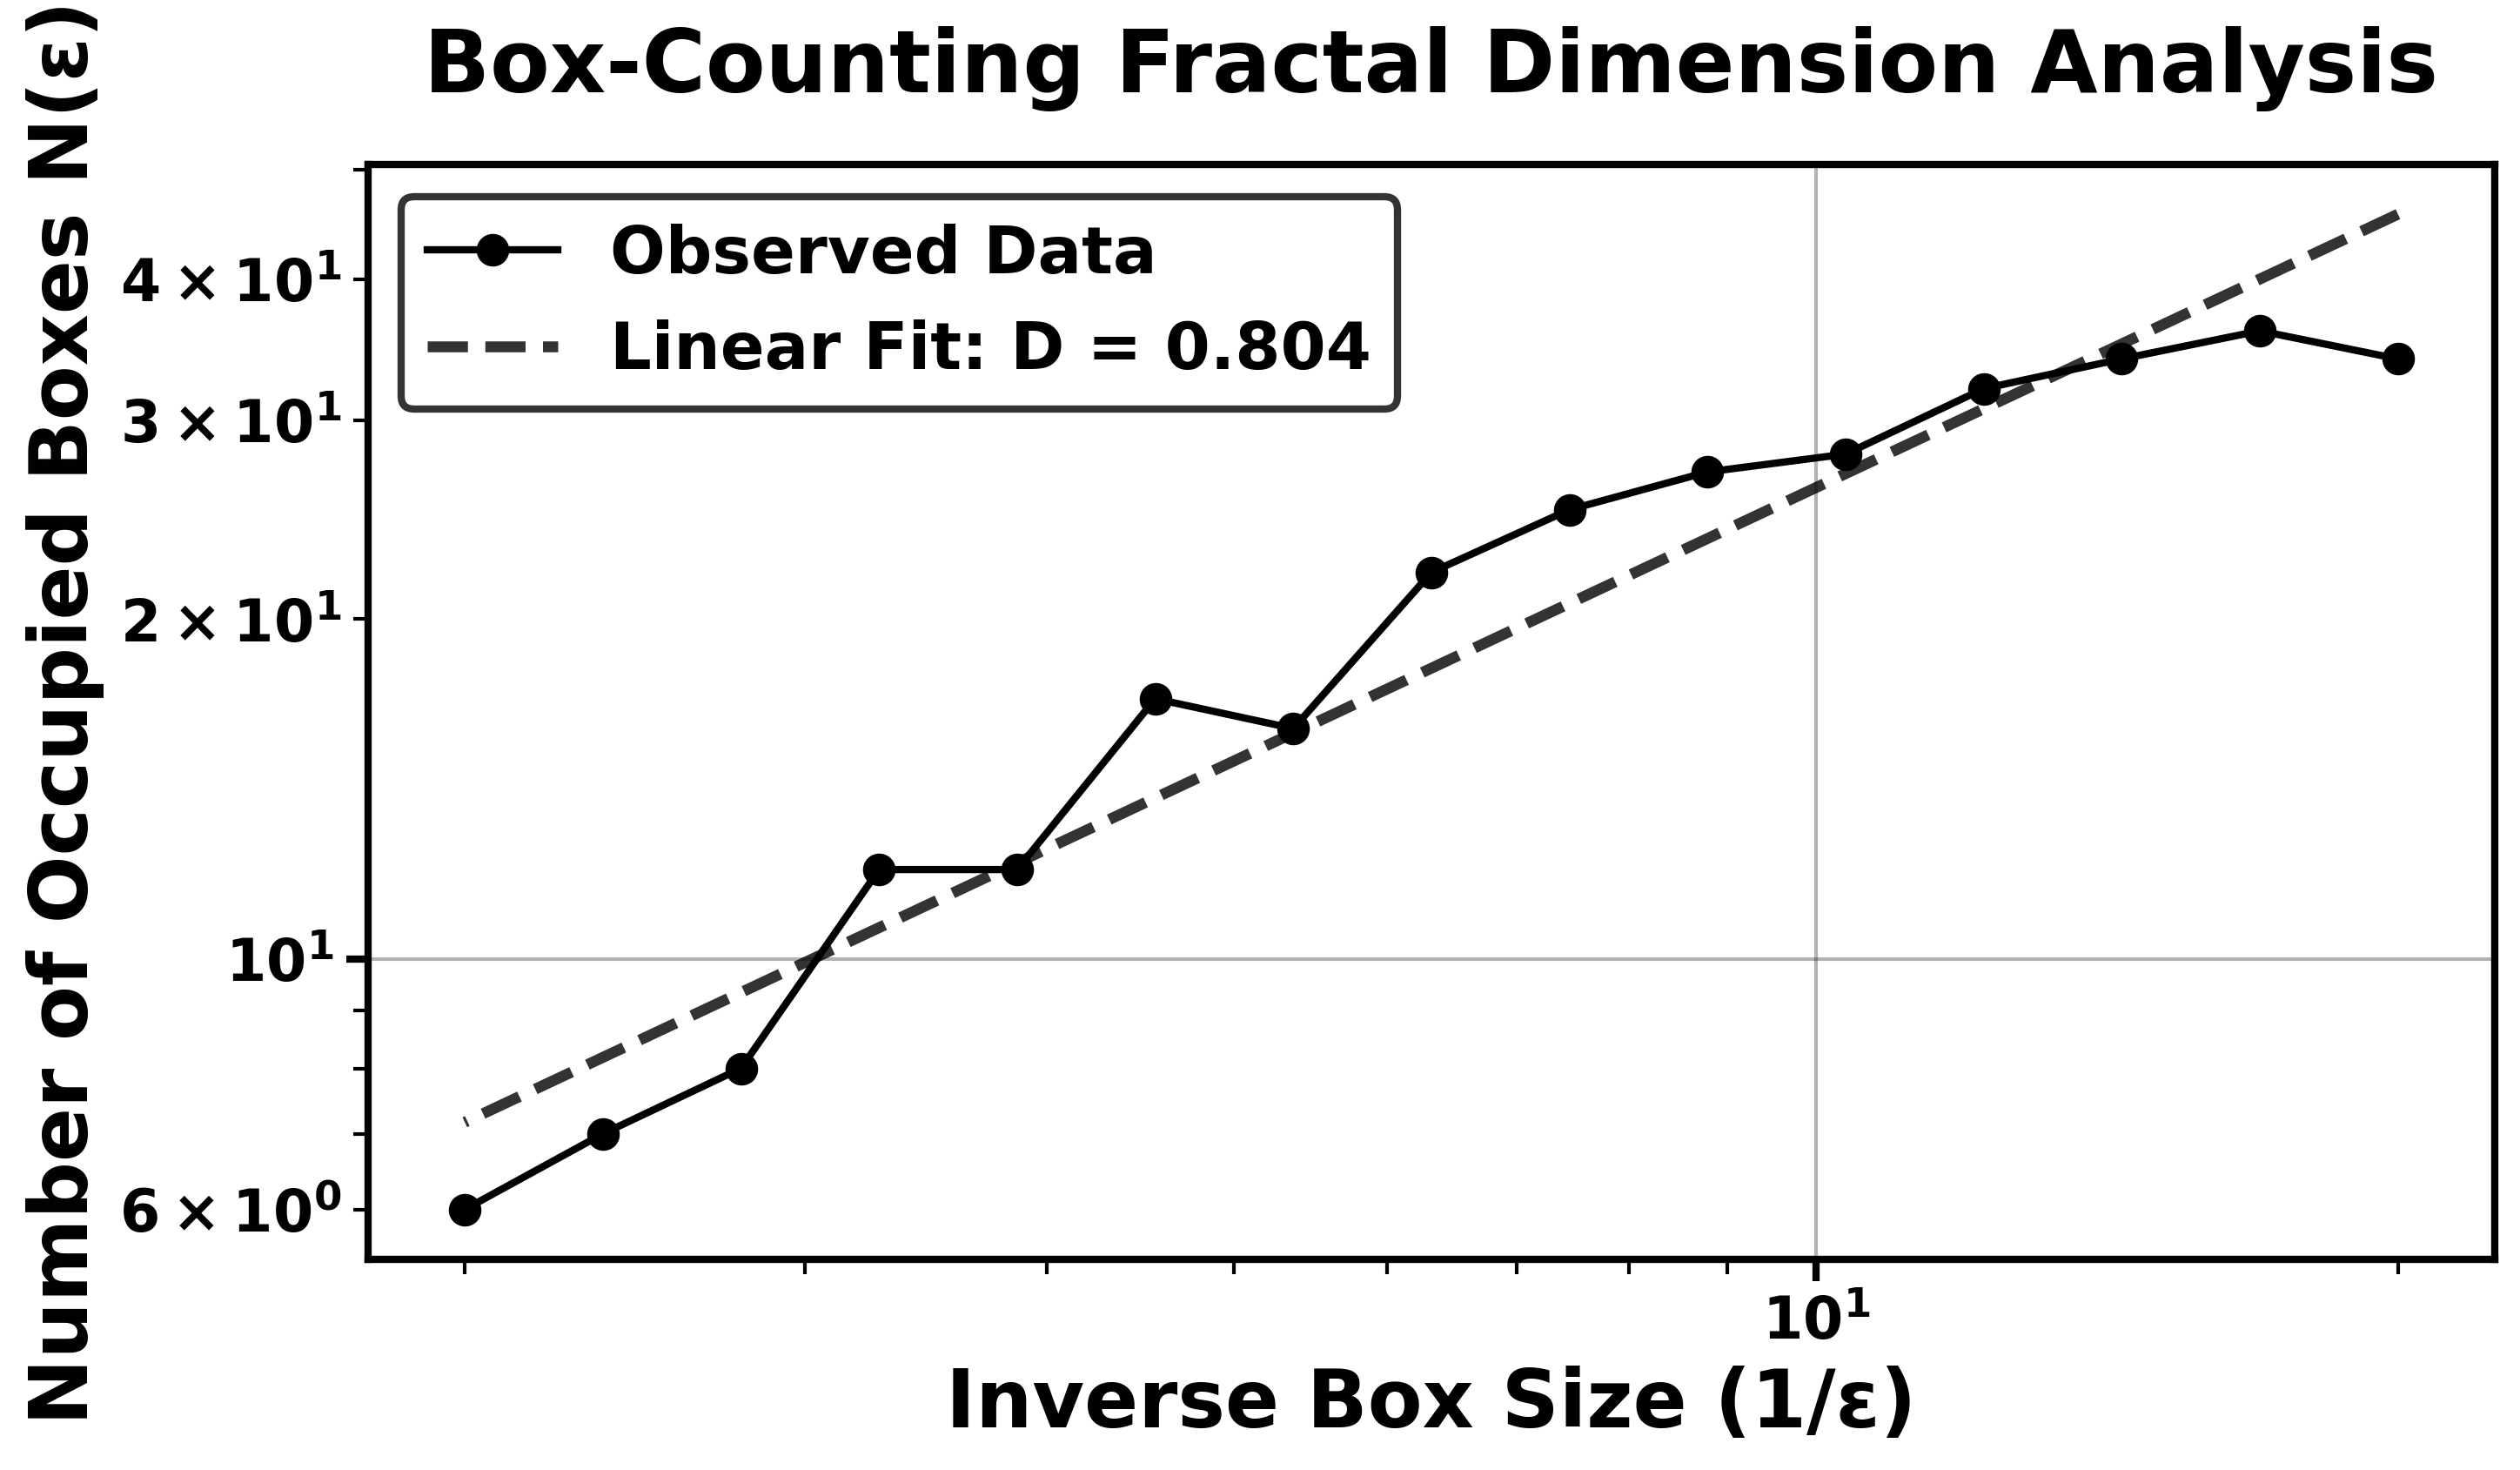 Box-Counting Fractal Dimension Analysis
Number of Occupied Boxes N(ε)
Observed Data
Linear Fit: D = 0.804
4 × 10¹
3 × 10¹
2 × 10¹
10¹
6 × 10⁰
10¹
Inverse Box Size (1/ε)